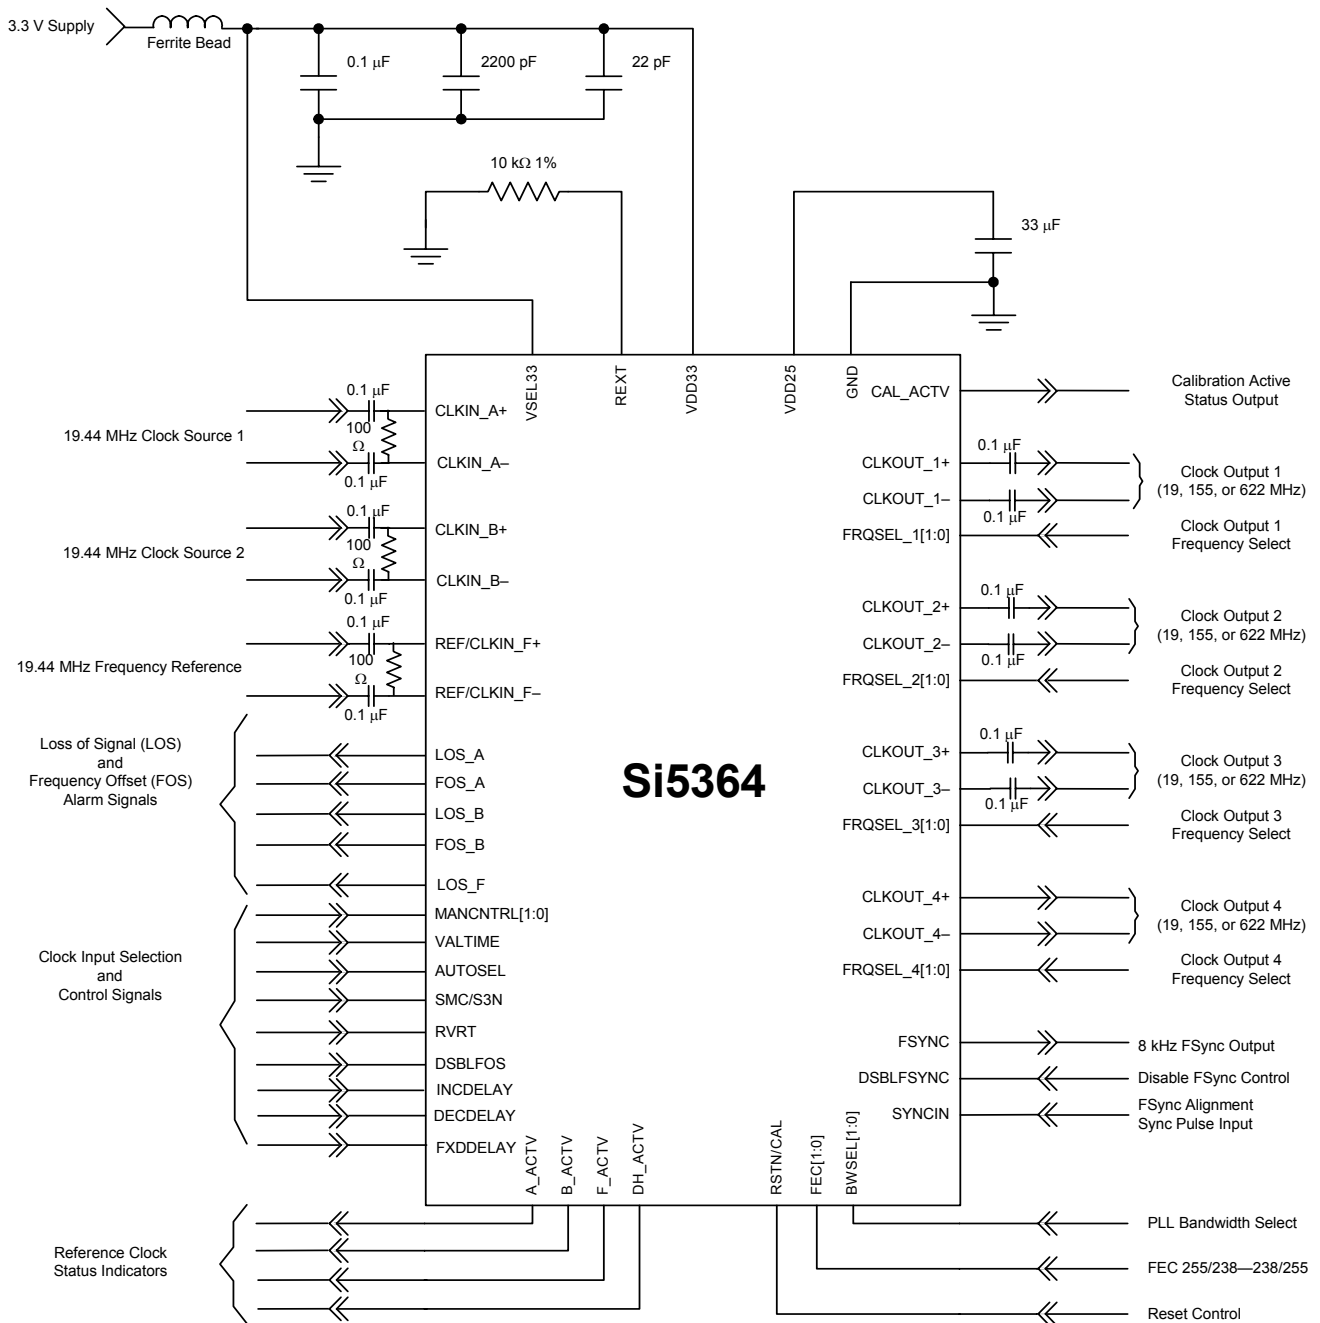 3.3 V Supply
Ferrite Bead
0.1 μF
2200 pF
22 pF
10 kΩ 1%
33 μF
VSEL33
REXT
VDD33
VDD25
GND
0.1 μF
CLKIN_A+
100
Ω
19.44 MHz Clock Source 1
CLKIN_A–
0.1 μF
0.1 μF
CLKIN_B+
100
Ω
19.44 MHz Clock Source 2
CLKIN_B–
0.1 μF
0.1 μF
REF/CLKIN_F+
100
Ω
19.44 MHz Frequency Reference
REF/CLKIN_F–
0.1 μF
Loss of Signal (LOS)
and
Frequency Offset (FOS)
Alarm Signals
LOS_A
FOS_A
LOS_B
FOS_B
LOS_F
Clock Input Selection
and
Control Signals
MANCNTRL[1:0]
VALTIME
AUTOSEL
SMC/S3N
RVRT
DSBLFOS
INCDELAY
DECDELAY
FXDDELAY
Si5364
CAL_ACTV
Calibration Active
Status Output
0.1 μF
CLKOUT_1+
CLKOUT_1–
0.1 μF
Clock Output 1
(19, 155, or 622 MHz)
FRQSEL_1[1:0]
Clock Output 1
Frequency Select
0.1 μF
CLKOUT_2+
CLKOUT_2–
0.1 μF
Clock Output 2
(19, 155, or 622 MHz)
FRQSEL_2[1:0]
Clock Output 2
Frequency Select
0.1 μF
CLKOUT_3+
CLKOUT_3–
0.1 μF
Clock Output 3
(19, 155, or 622 MHz)
FRQSEL_3[1:0]
Clock Output 3
Frequency Select
CLKOUT_4+
CLKOUT_4–
Clock Output 4
(19, 155, or 622 MHz)
FRQSEL_4[1:0]
Clock Output 4
Frequency Select
FSYNC
8 kHz FSync Output
DSBLFSYNC
Disable FSync Control
SYNCIN
FSync Alignment
Sync Pulse Input
A_ACTV
B_ACTV
F_ACTV
DH_ACTV
RSTN/CAL
FEC[1:0]
BWSEL[1:0]
Reference Clock
Status Indicators
PLL Bandwidth Select
FEC 255/238—238/255
Reset Control